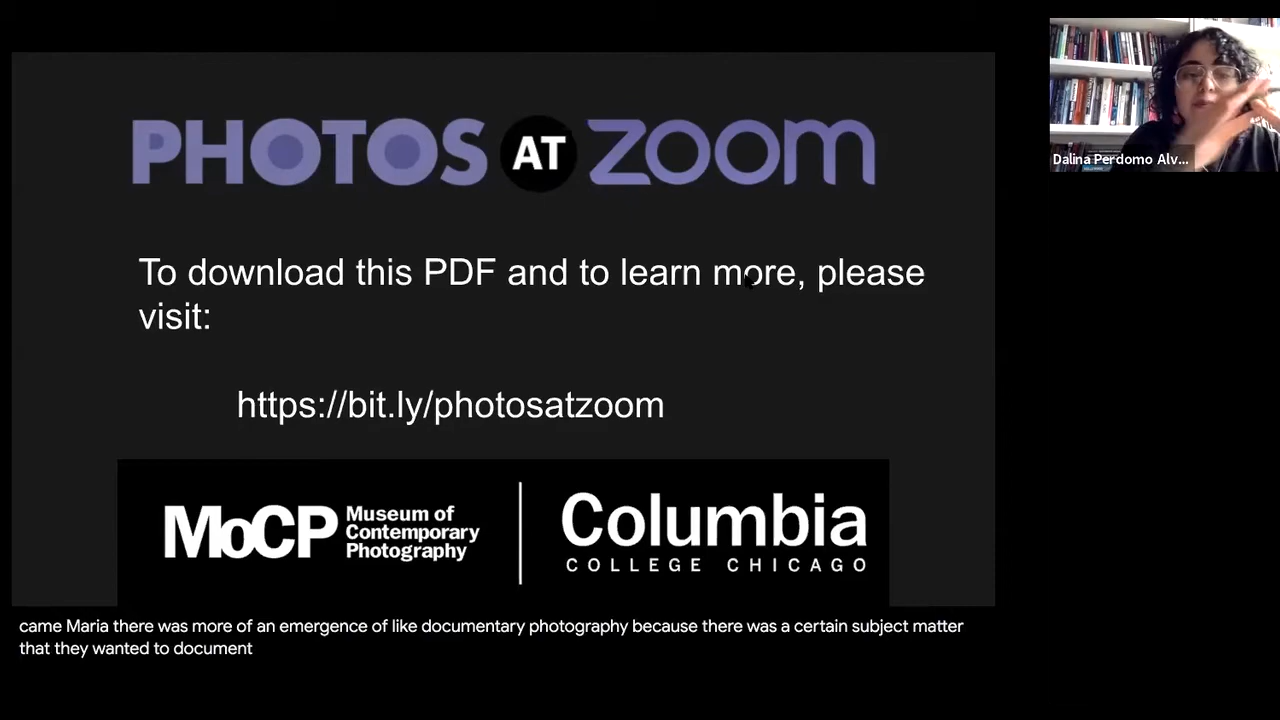 PHOTOS AT zoom
To download this PDF and to learn more, please
visit:
https://bit.ly/photosatzoom
MoCP Museum of
Contemporary
Photography
Columbia
COLLEGE CHICAGO
came Maria there was more of an emergence of like documentary photography because there was a certain subject matter
that they wanted to document
Dalina Perdomo Alv...